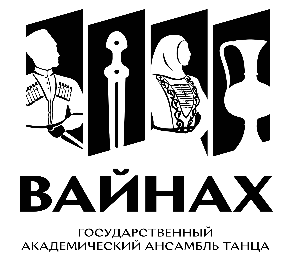 ВАЙНАХ
ГОСУДАРСТВЕННЫЙ
АКАДЕМИЧЕСКИЙ АНСАМБЛЬ ТАНЦА